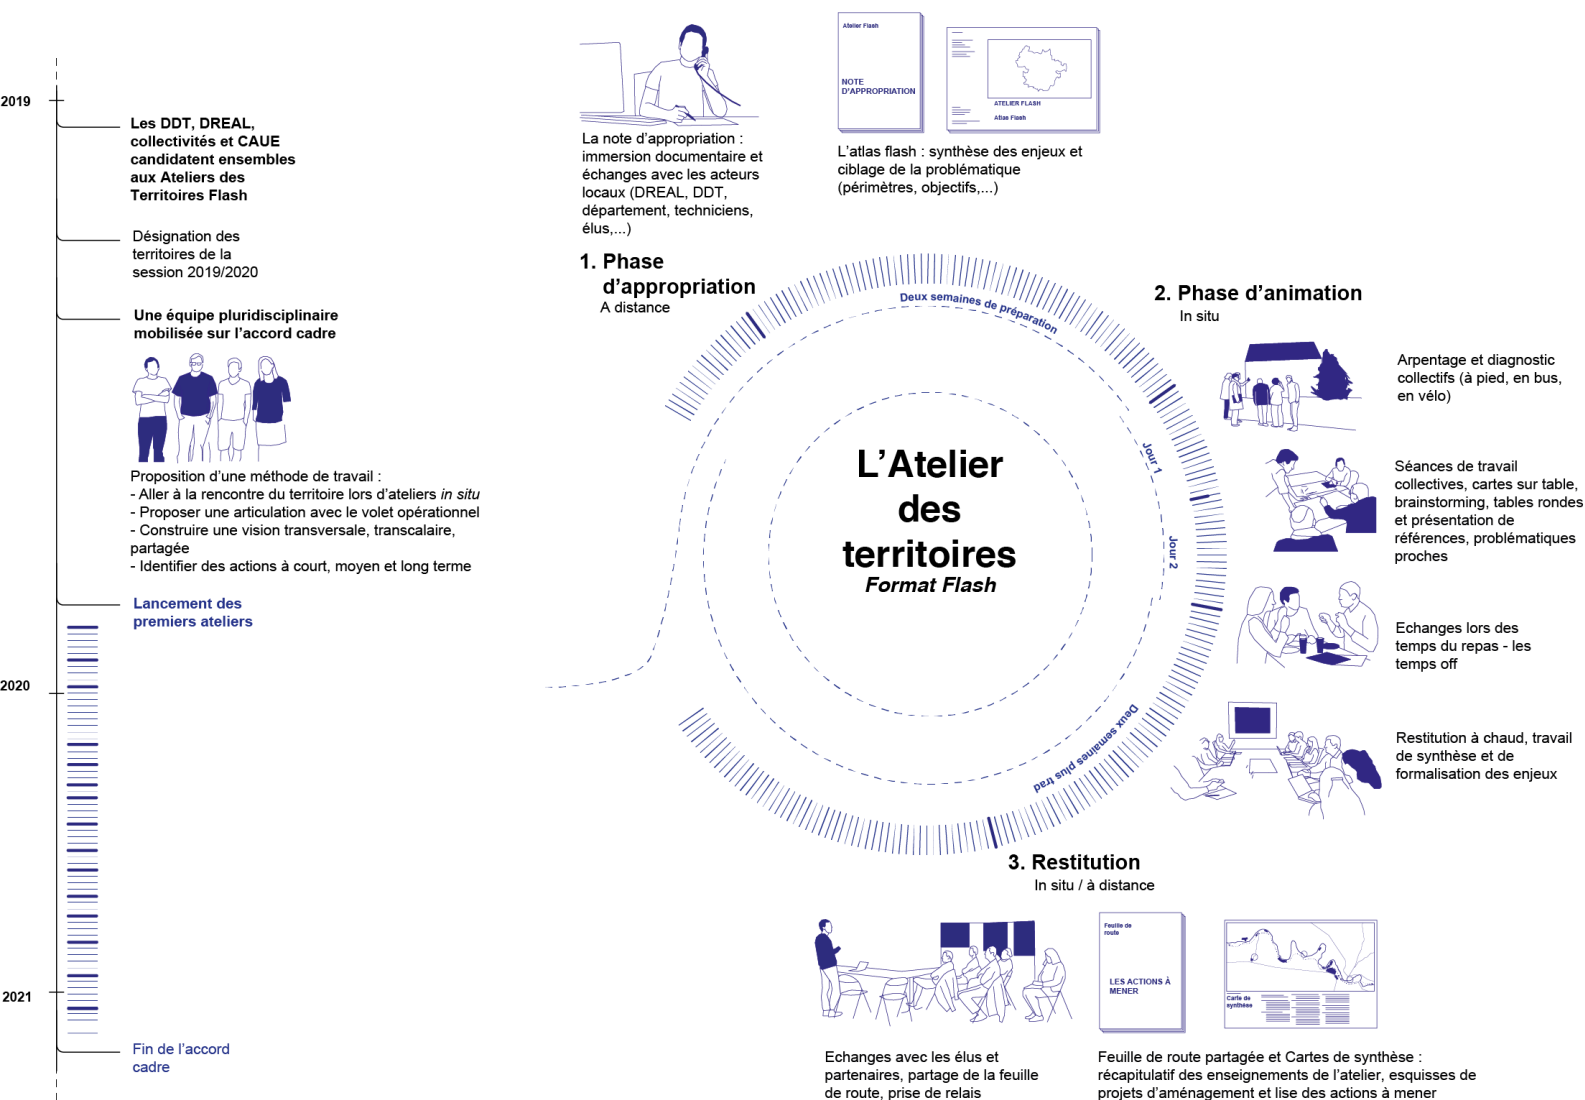 2019
Les DDT, DREAL,
collectivités et CAUE
candidatent ensembles
aux Ateliers des
Territoires Flash
Désignation des
territoires de la
session 2019/2020
Une équipe pluridisciplinaire
mobilisée sur l'accord cadre
Proposition d'une méthode de travail :
- Aller à la rencontre du territoire lors d'ateliers in situ
- Proposer une articulation avec le volet opérationnel
- Construire une vision transversale, transcalaire,
partagée
- Identifier des actions à court, moyen et long terme
Lancement des
premiers ateliers
2020
2021
Fin de l'accord
cadre
La note d'appropriation :
immersion documentaire et
échanges avec les acteurs
locaux (DREAL, DDT,
département, techniciens,
élus,...)
Atelier Flash
NOTE
D'APPROPRIATION
ATELIER FLASH
Atlas Flash
L'atlas flash : synthèse des enjeux et
ciblage de la problématique
(périmètres, objectifs,...)
1. Phase
d'appropriation
A distance
Deux semaines de préparation
Jour 1
Jour 2
Deux semaines plus trad
L'Atelier
des
territoires
Format Flash
2. Phase d'animation
In situ
Arpentage et diagnostic
collectifs (à pied, en bus,
en vélo)
Séances de travail
collectives, cartes sur table,
brainstorming, tables rondes
et présentation de
références, problématiques
proches
Echanges lors des
temps du repas - les
temps off
Restitution à chaud, travail
de synthèse et de
formalisation des enjeux
3. Restitution
In situ / à distance
Echanges avec les élus et
partenaires, partage de la feuille
de route, prise de relais
Feuille de
route
LES ACTIONS À
MENER
Carte de
synthèse
Feuille de route partagée et Cartes de synthèse :
récapitulatif des enseignements de l'atelier, esquisses de
projets d'aménagement et lise des actions à mener